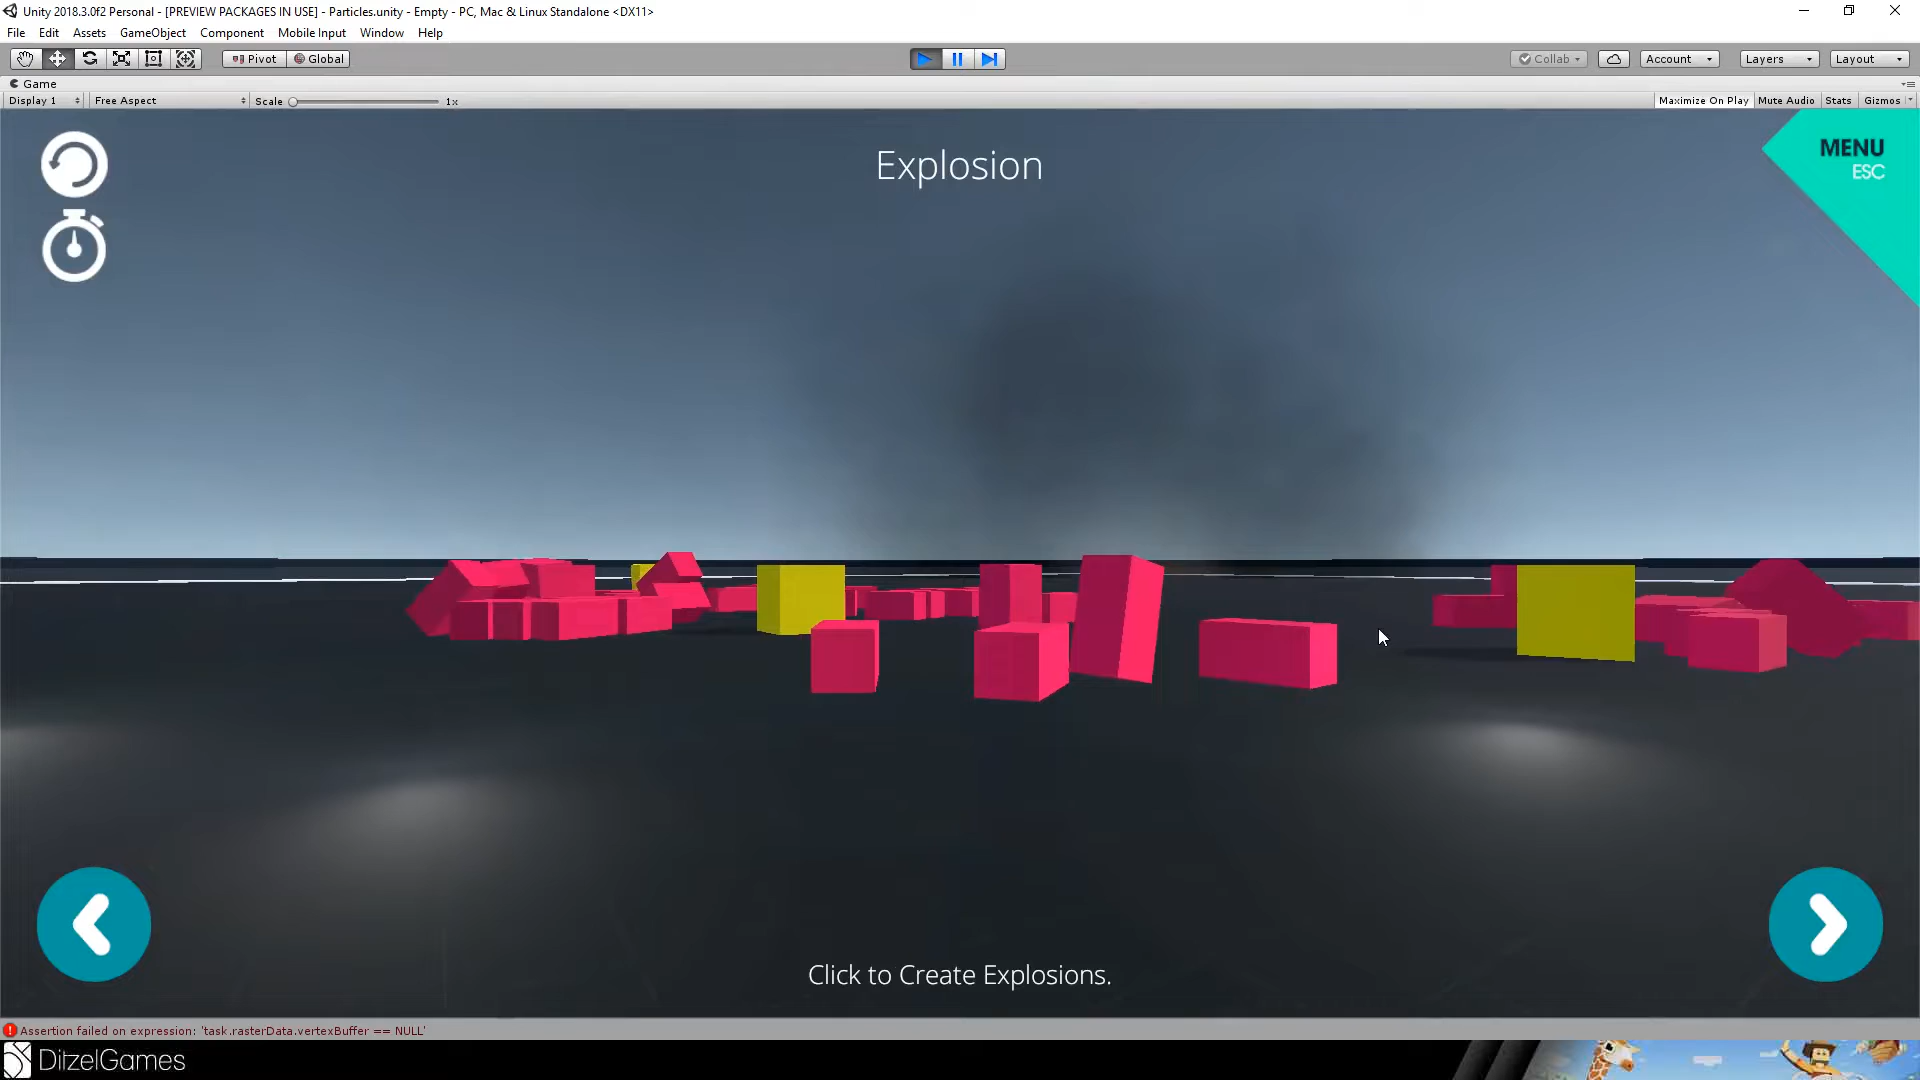 Unity 2018.3.0f2 Personal - [PREVIEW PACKAGES IN USE] - Particles.unity - Empty - PC, Mac & Linux Standalone <DX11>
File Edit Assets GameObject Component Mobile Input Window Help
Pivot Global Collab Account Layers Layout
Game
Display 1 Free Aspect Scale 1x Maximize On Play Mute Audio Stats Gizmos
Explosion
MENU
ESC
Click to Create Explosions.
Assertion failed on expression: 'task.rasterData.vertexBuffer == NULL'
DitzelGames